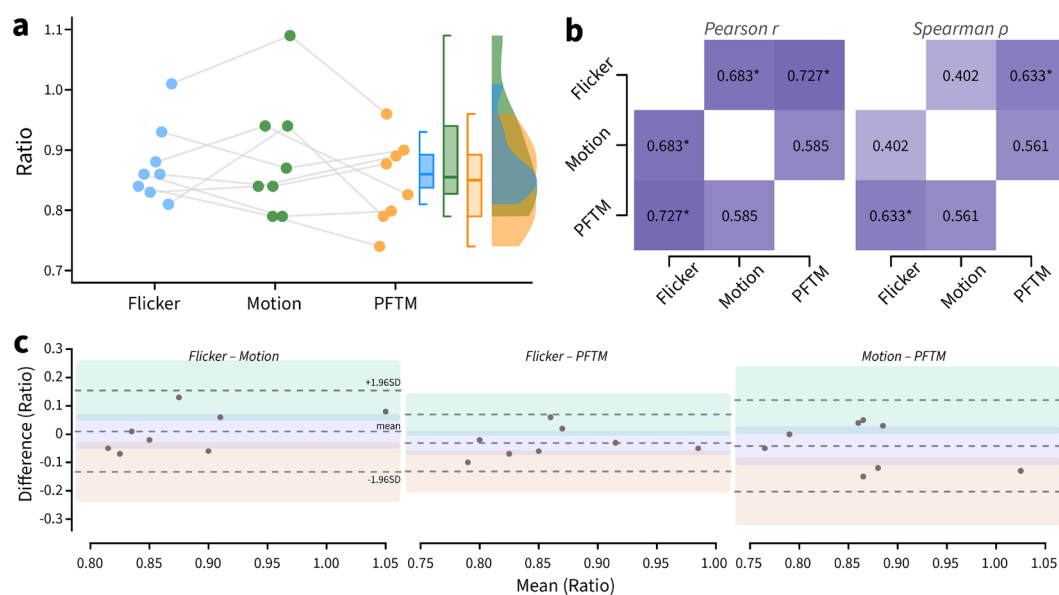 a
1.1
1.0
0.9
0.8
0.7
Ratio
Flicker
Motion
PFTM
b
Pearson r
Spearman ρ
Flicker
Motion
PFTM
0.683*
0.727*
0.402
0.633*
0.683*
0.585
0.402
0.561
0.727*
0.585
0.633*
0.561
Flicker
Motion
PFTM
Flicker
Motion
PFTM
c
Difference (Ratio)
0.3
0.2
0.1
0
-0.1
-0.2
-0.3
Flicker – Motion
Flicker – PFTM
Motion – PFTM
+1.96SD
mean
-1.96SD
0.80
0.85
0.90
0.95
1.00
1.05
0.75
0.80
0.85
0.90
0.95
1.00
0.75
0.80
0.85
0.90
0.95
1.00
1.05
Mean (Ratio)